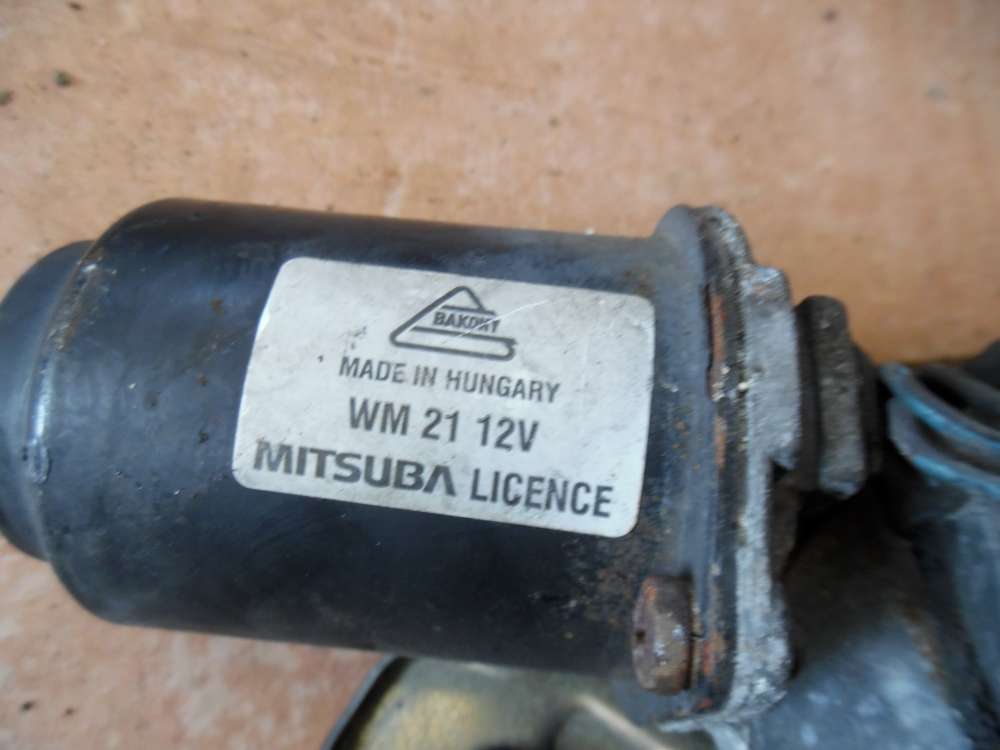 BAKONY
MADE IN HUNGARY
WM 21 12V
MITSUBA LICENCE